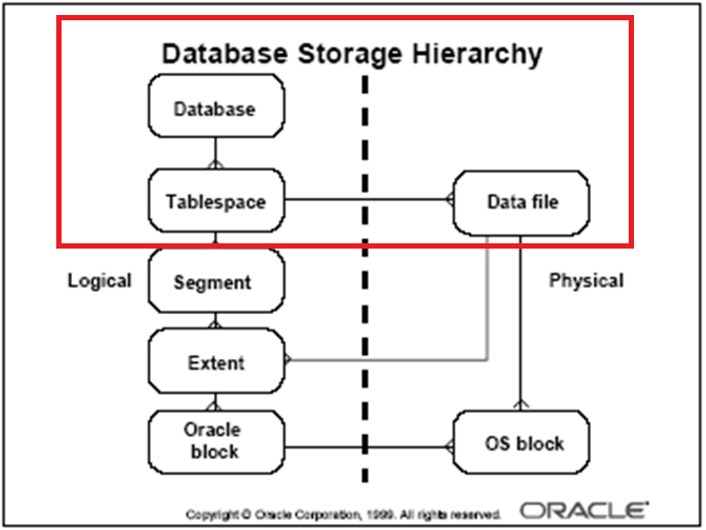 Database Storage Hierarchy
Database
Tablespace
Data file
Logical
Segment
Physical
Extent
Oracle
block
OS block
Copyright © Oracle Corporation, 1999. All rights reserved.
ORACLE